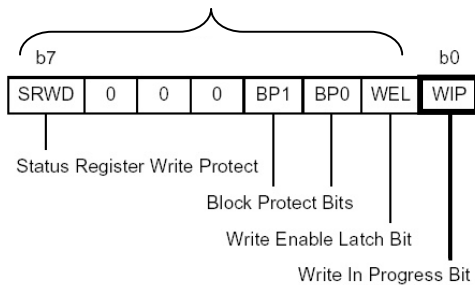 b7 b0
SRWD 0 0 0 BP1 BP0 WEL WIP
Status Register Write Protect
Block Protect Bits
Write Enable Latch Bit
Write In Progress Bit